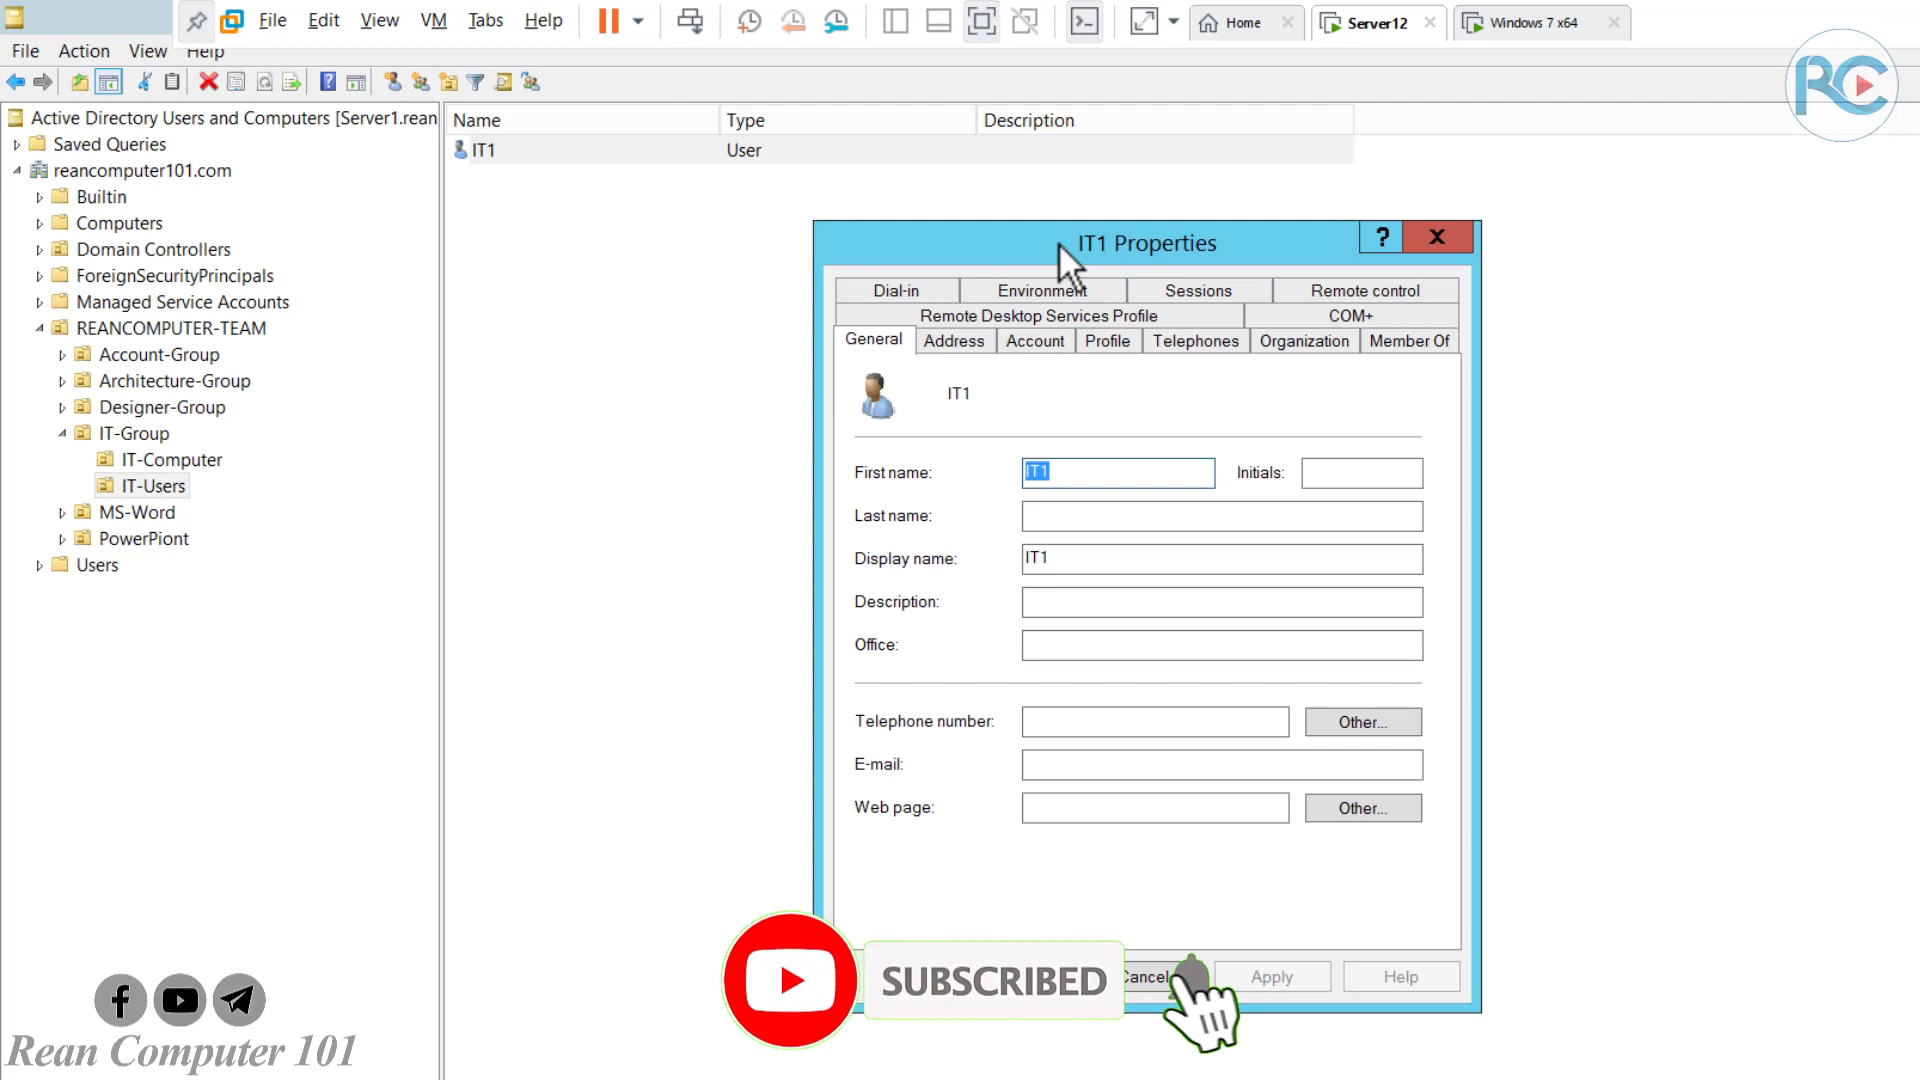 File Edit View VM Tabs Help Home Server12 Windows 7 x64
File Action View Help
RC
Active Directory Users and Computers [Server1.rean
Saved Queries
reancomputer101.com
Builtin
Computers
Domain Controllers
ForeignSecurityPrincipals
Managed Service Accounts
REANCOMPUTER-TEAM
Account-Group
Architecture-Group
Designer-Group
IT-Group
IT-Computer
IT-Users
MS-Word
PowerPiont
Users
Name Type Description
IT1 User
IT1 Properties ? X
Dial-in Environment Sessions Remote control
Remote Desktop Services Profile COM+
General Address Account Profile Telephones Organization Member Of
IT1
First name: IT1 Initials:
Last name:
Display name: IT1
Description:
Office:
Telephone number: Other...
E-mail:
Web page: Other...
Cancel Apply Help
SUBSCRIBED
Rean Computer 101